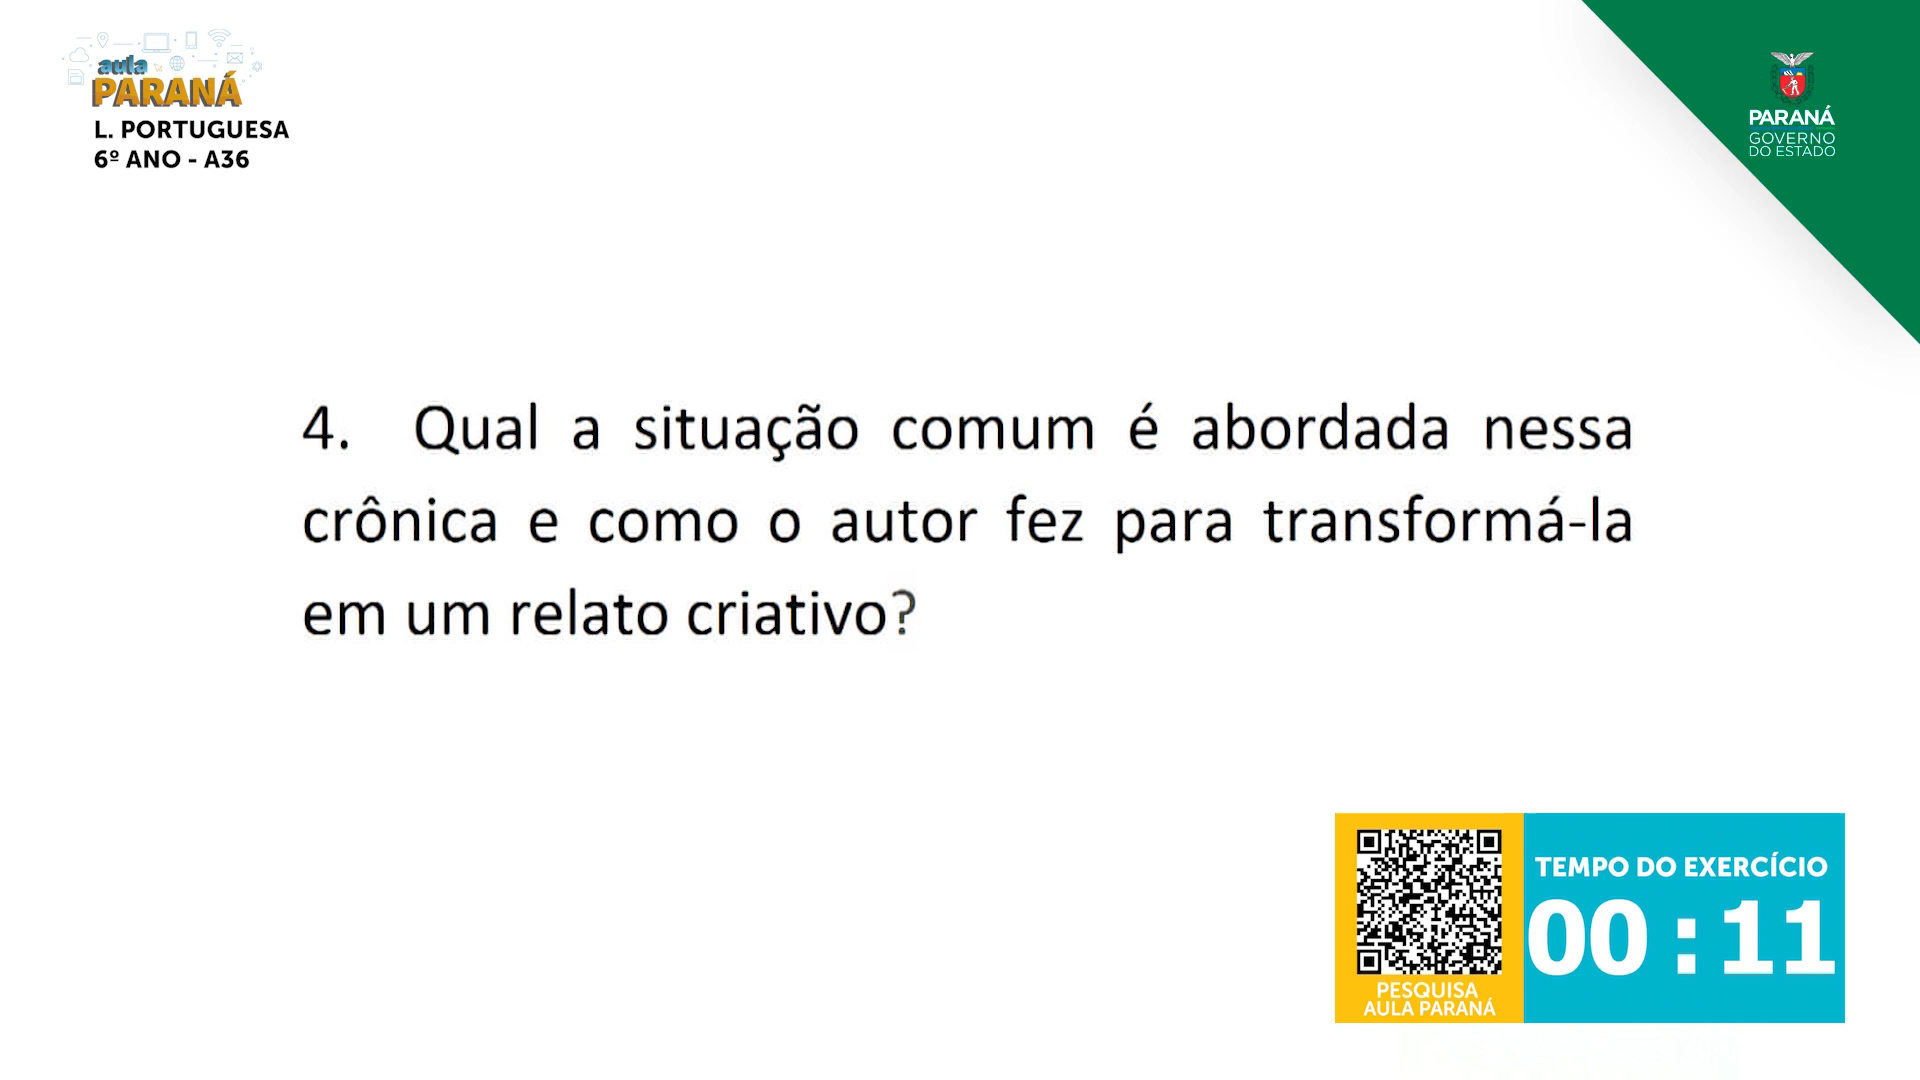 aula
PARANÁ
L. PORTUGUESA
6º ANO - A36
PARANÁ
GOVERNO
DO ESTADO
4. Qual a situação comum é abordada nessa
crônica e como o autor fez para transformá-la
em um relato criativo?
PESQUISA
AULA PARANÁ
TEMPO DO EXERCÍCIO
00 : 11